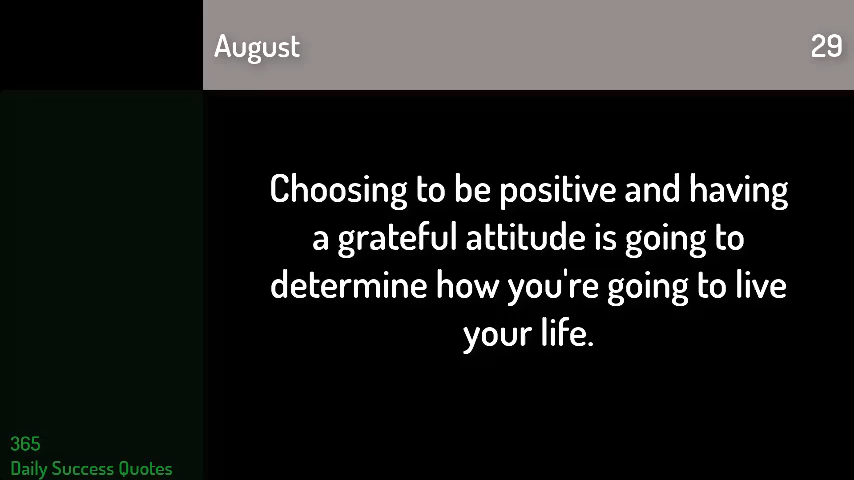 August 29
Choosing to be positive and having
a grateful attitude is going to
determine how you're going to live
your life.
365
Daily Success Quotes